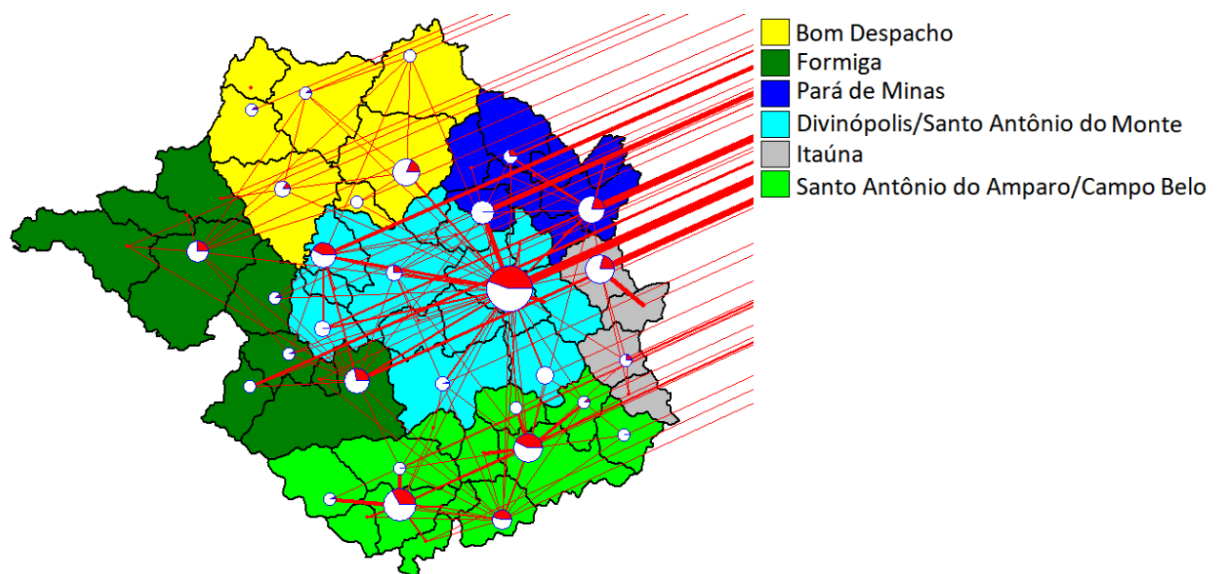 Bom Despacho
Formiga
Pará de Minas
Divinópolis/Santo Antônio do Monte
Itaúna
Santo Antônio do Amparo/Campo Belo